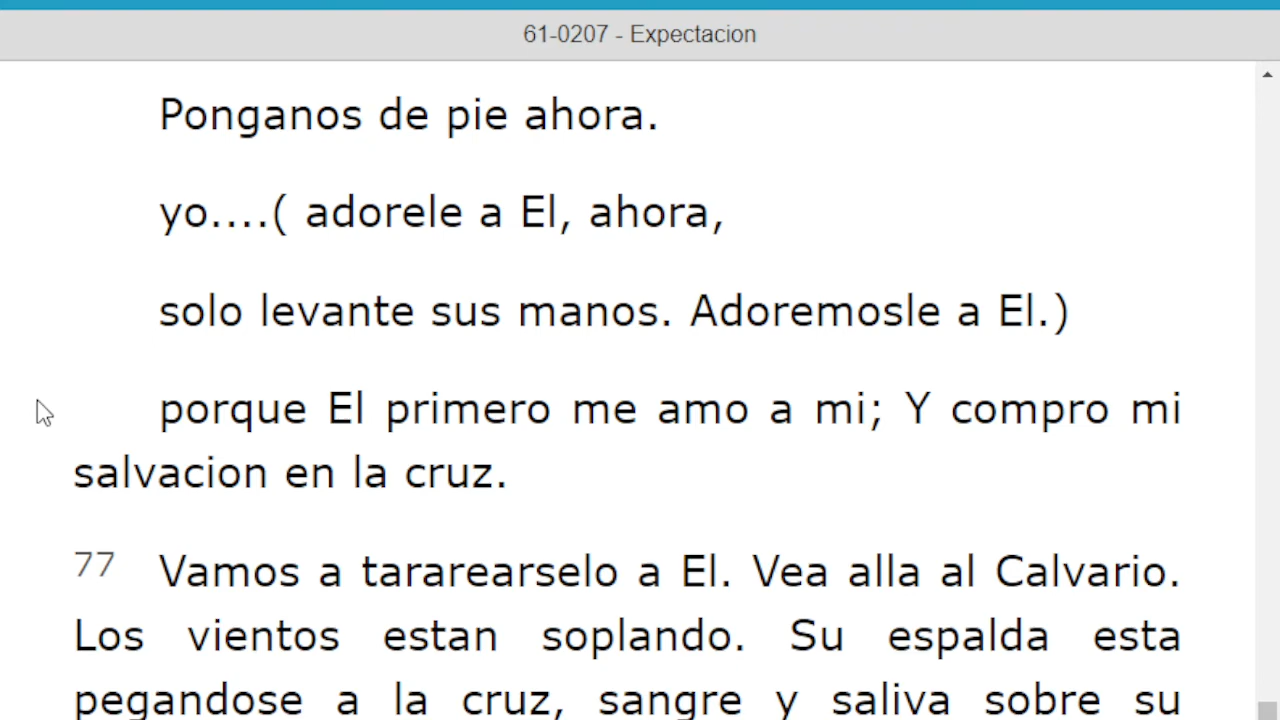 61-0207 - Expectacion
Ponganos de pie ahora.
yo....( adorele a El, ahora,
solo levante sus manos. Adoremosle a El.)
porque El primero me amo a mi; Y compro mi
salvacion en la cruz.
77 Vamos a tararearselo a El. Vea alla al Calvario.
Los vientos estan soplando. Su espalda esta
pegandose a la cruz, sangre y saliva sobre su